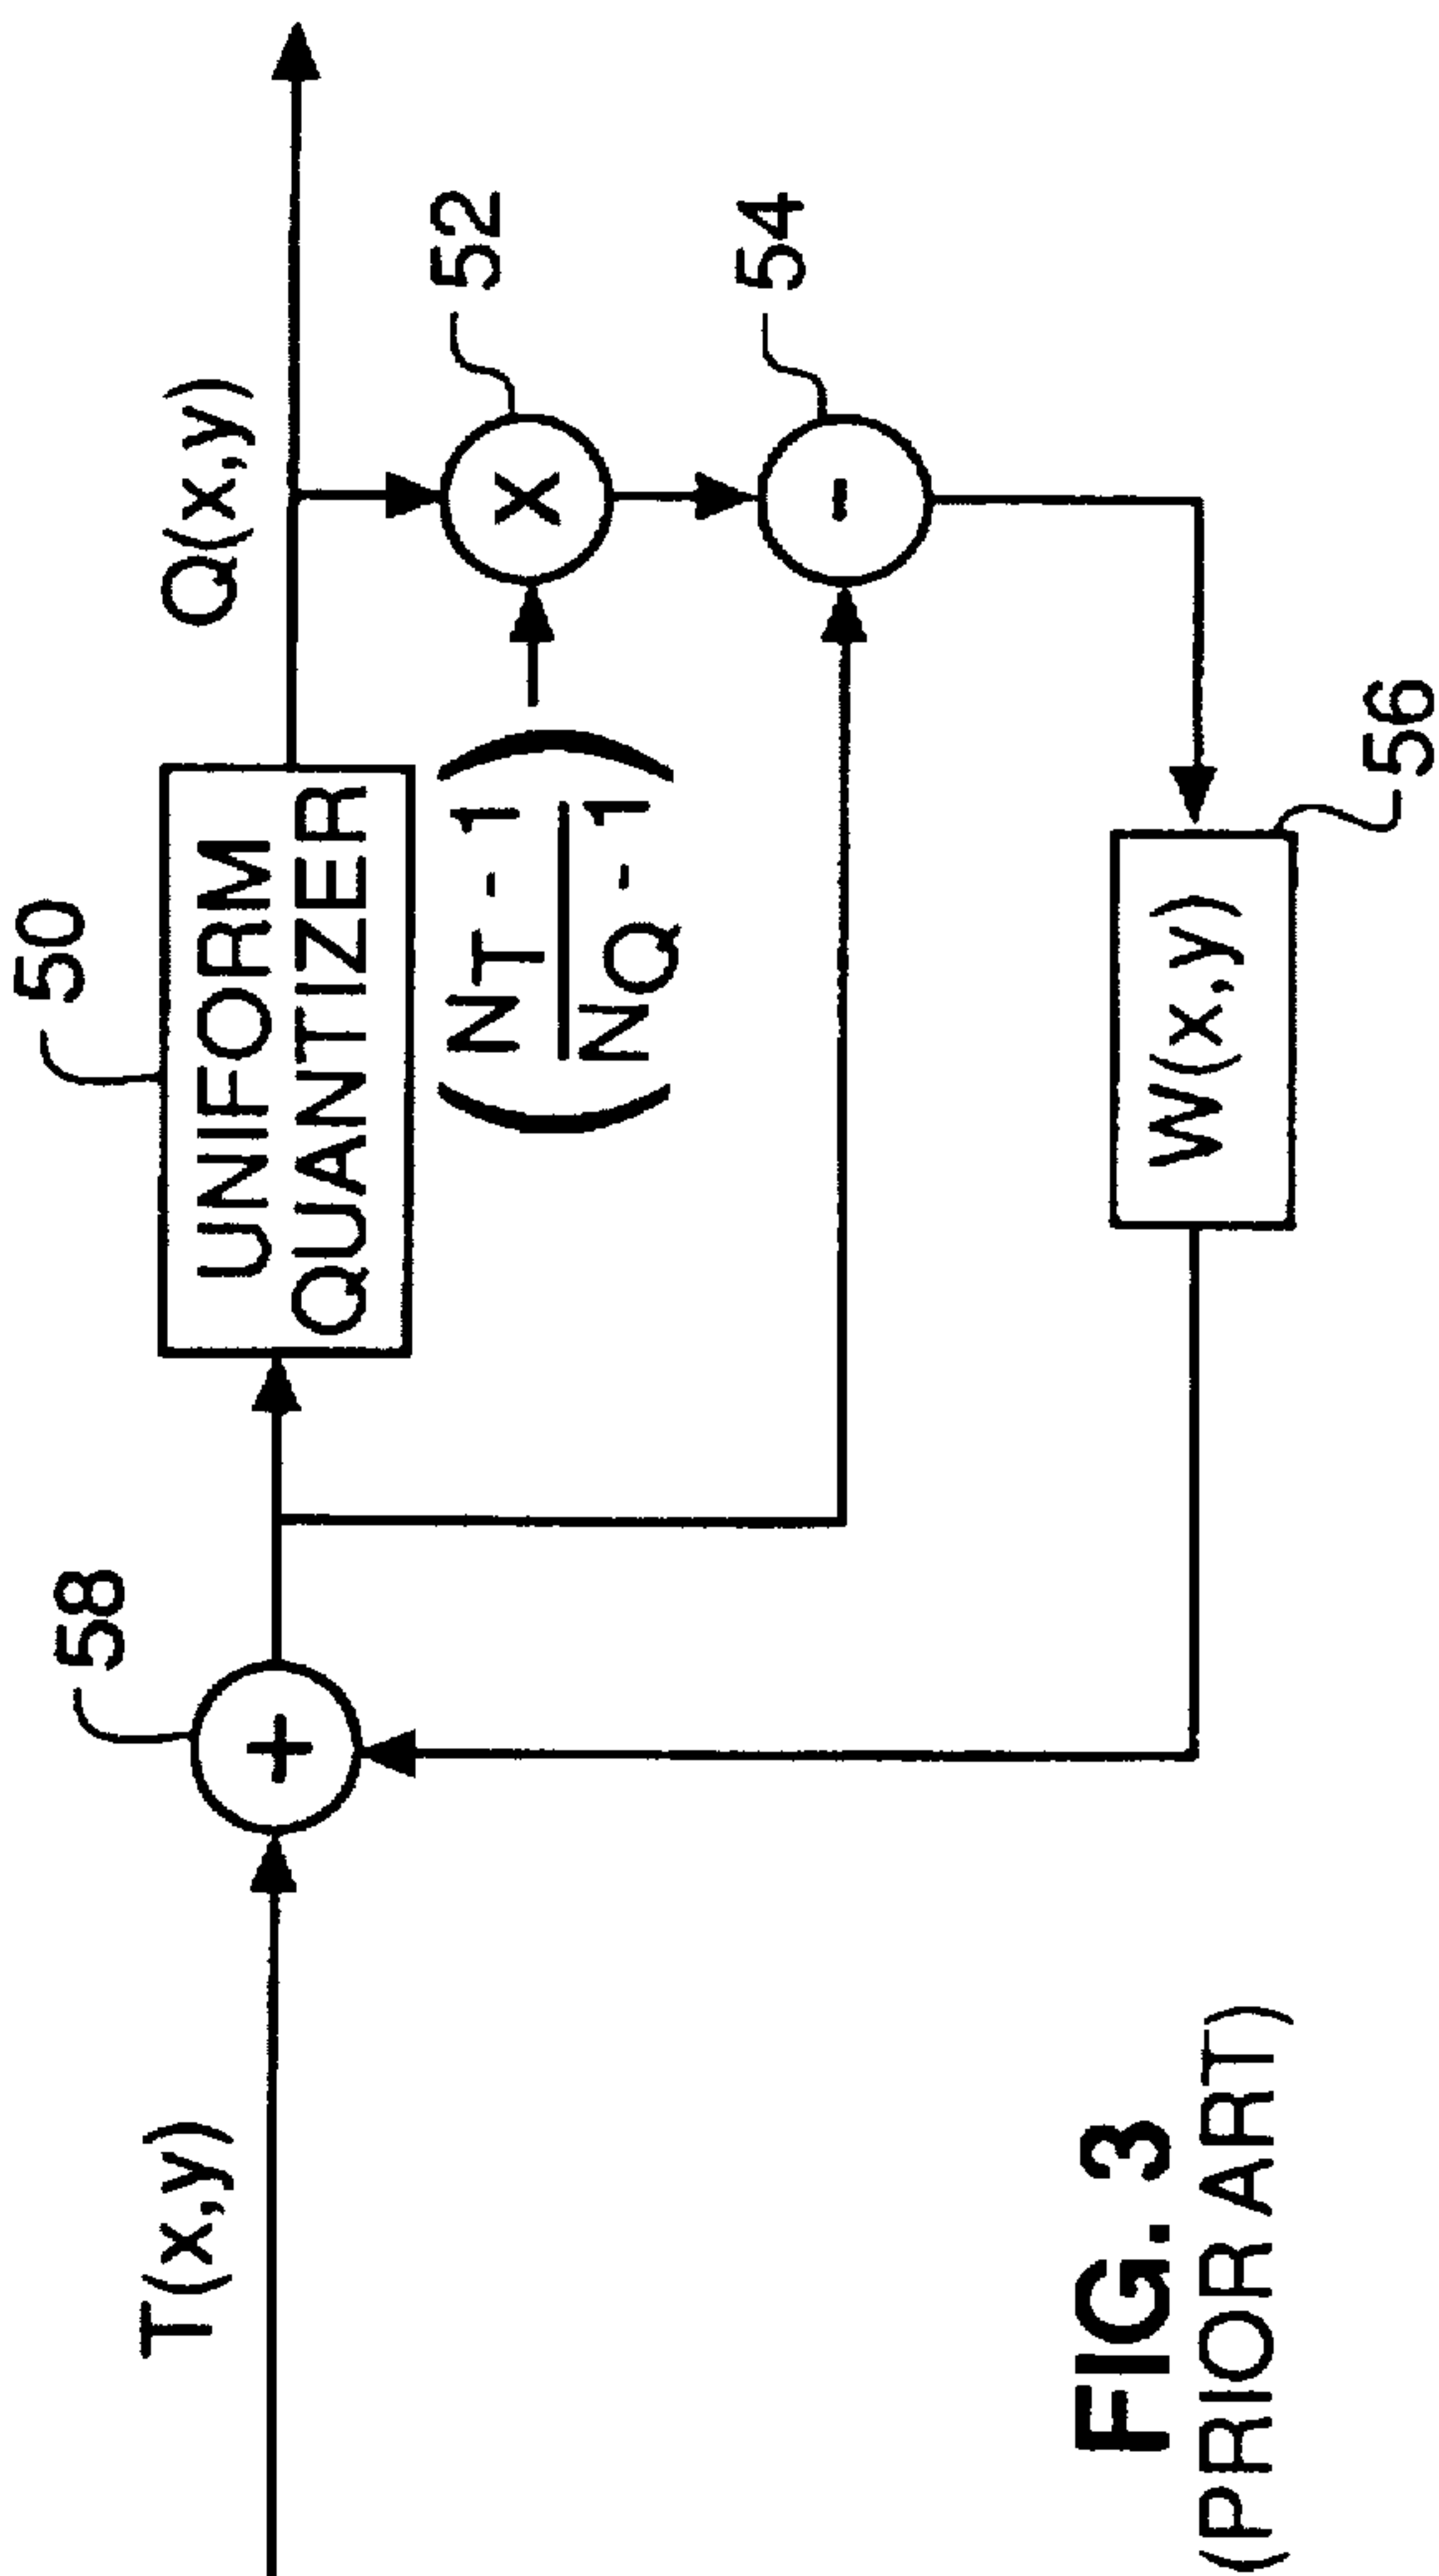 T(x,y)
58
50
UNIFORM
QUANTIZER
Q(x,y)
(NT - 1
NQ - 1)
52
X
54
-
+
W(x,y)
56
FIG. 3
(PRIOR ART)